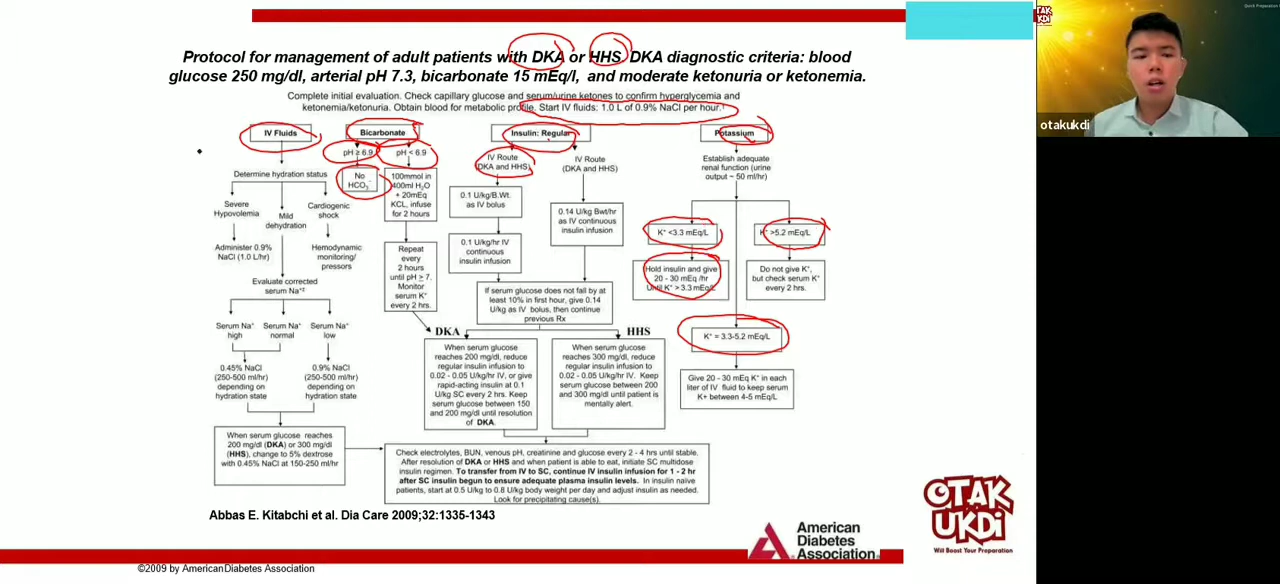 Protocol for management of adult patients with DKA or HHS DKA diagnostic criteria: blood
glucose 250 mg/dl, arterial pH 7.3, bicarbonate 15 mEq/l, and moderate ketonuria or ketonemia.
Complete initial evaluation. Check capillary glucose and serum/urine ketones to confirm hyperglycemia and
ketonemia/ketonuria. Obtain blood for metabolic profile. Start IV fluids: 1.0 L of 0.9% NaCl per hour.
IV Fluids
Determine hydration status
Severe
Hypovolemia
Mild
dehydration
Cardiogenic
shock
Administer 0.9%
NaCl (1.0 L/hr)
Hemodynamic
monitoring/
pressors
Evaluate corrected
serum Na⁺‡
Serum Na⁺
high
Serum Na⁺
normal
Serum Na⁺
low
0.45% NaCl
(250-500 ml/hr)
depending on
hydration state
0.9% NaCl
(250-500 ml/hr)
depending on
hydration state
When serum glucose reaches
200 mg/dl (DKA) or 300 mg/dl
(HHS), change to 5% dextrose
with 0.45% NaCl at 150-250 ml/hr
Bicarbonate
pH ≥ 6.9
pH < 6.9
No
HCO₃⁻
100mmol in
400ml H₂O
+ 20mEq
KCL, infuse
for 2 hours
Repeat
every
2 hours
until pH ≥ 7.
Monitor
serum K⁺
every 2 hrs.
Insulin: Regular
IV Route
(DKA and HHS)
IV Route
(DKA and HHS)
0.1 U/kg/B.Wt.
as IV bolus
0.1 U/kg/hr IV
continuous
insulin infusion
0.14 U/kg Bwt/hr
as IV continuous
insulin infusion
If serum glucose does not fall by at
least 10% in first hour, give 0.14
U/kg as IV bolus, then continue
previous Rx
DKA
HHS
When serum glucose
reaches 200 mg/dl, reduce
regular insulin infusion to
0.02 - 0.05 U/kg/hr IV, or give
rapid-acting insulin at 0.1
U/kg SC every 2 hrs. Keep
serum glucose between 150
and 200 mg/dl until resolution
of DKA.
When serum glucose
reaches 300 mg/dl, reduce
regular insulin infusion to
0.02 - 0.05 U/kg/hr IV. Keep
serum glucose between 200
and 300 mg/dl until patient is
mentally alert.
Potassium
Establish adequate
renal function (urine
output ~ 50 ml/hr)
K⁺ <3.3 mEq/L
K⁺ >5.2 mEq/L
Hold insulin and give
20 - 30 mEq /hr
Until K⁺ > 3.3 mEq/L
Do not give K⁺,
but check serum K⁺
every 2 hrs.
K⁺ = 3.3-5.2 mEq/L
Give 20 - 30 mEq K⁺ in each
liter of IV fluid to keep serum
K+ between 4-5 mEq/L
Check electrolytes, BUN, venous pH, creatinine and glucose every 2 - 4 hrs until stable.
After resolution of DKA or HHS and when patient is able to eat, initiate SC multidose
insulin regimen. To transfer from IV to SC, continue IV insulin infusion for 1 - 2 hr
after SC insulin begun to ensure adequate plasma insulin levels. In insulin naive
patients, start at 0.5 U/kg to 0.8 U/kg body weight per day and adjust insulin as needed.
Look for precipitating cause(s).
Abbas E. Kitabchi et al. Dia Care 2009;32:1335-1343
American
Diabetes
Association
©2009 by American Diabetes Association
OTAK
UKDi
Will Boost Your Preparation
OTAK
UKDI
otakukdi